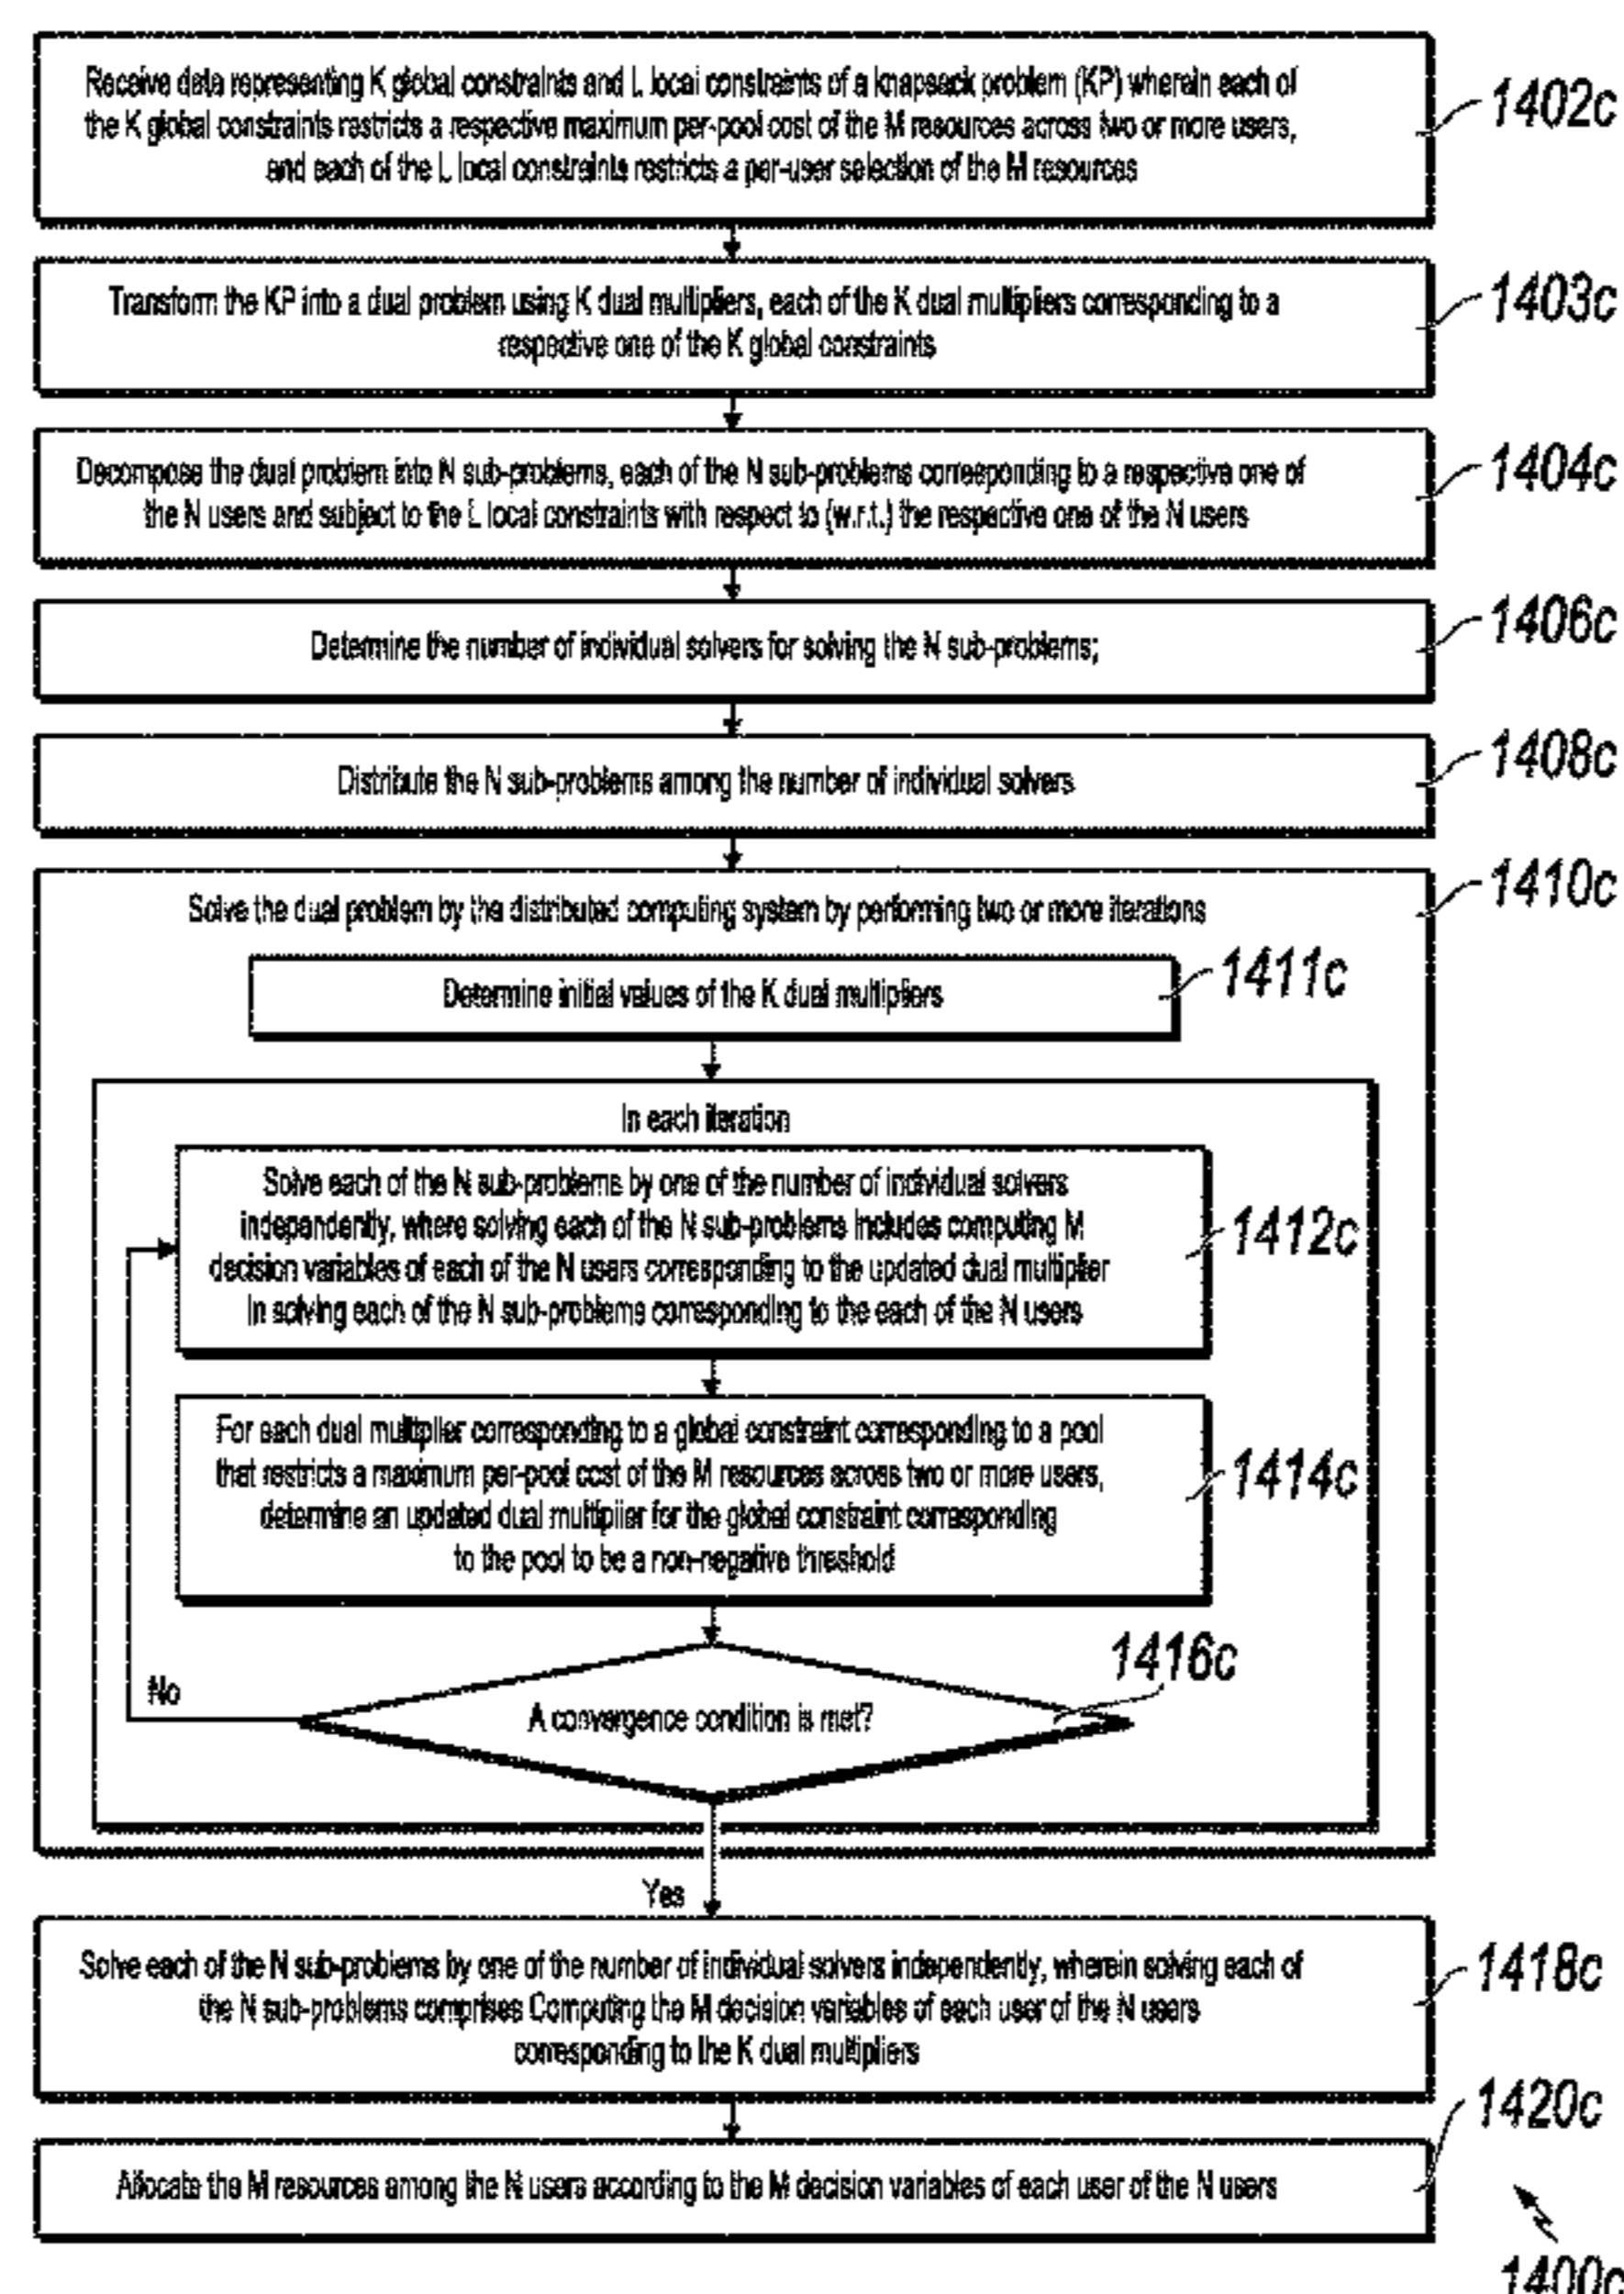 Receive data representing K global constraints and L local constraints of a knapsack problem (KP) wherein each of
the K global constraints restricts a respective maximum per-pool cost of the M resources across two or more users,
and each of the L local constraints restricts a per-user selection of the M resources
1402c
Transform the KP into a dual problem using K dual multipliers, each of the K dual multipliers corresponding to a
respective one of the K global constraints
1403c
Decompose the dual problem into N sub-problems, each of the N sub-problems corresponding to a respective one of
the N users and subject to the L local constraints with respect to (w.r.t.) the respective one of the N users
1404c
Determine the number of individual solvers for solving the N sub-problems;
1406c
Distribute the N sub-problems among the number of individual solvers
1408c
Solve the dual problem by the distributed computing system by performing two or more iterations
1410c
Determine initial values of the K dual multipliers
1411c
In each iteration
Solve each of the N sub-problems by one of the number of individual solvers
independently, where solving each of the N sub-problems includes computing M
decision variables of each of the N users corresponding to the updated dual multiplier
In solving each of the N sub-problems corresponding to the each of the N users
1412c
For each dual multiplier corresponding to a global constraint corresponding to a pool
that restricts a maximum per-pool cost of the M resources across two or more users,
determine an updated dual multiplier for the global constraint corresponding
to the pool to be a non-negative threshold
1414c
1416c
No
A convergence condition is met?
Yes
Solve each of the N sub-problems by one of the number of individual solvers independently, wherein solving each of
the N sub-problems comprises Computing the M decision variables of each user of the N users
corresponding to the K dual multipliers
1418c
Allocate the M resources among the N users according to the M decision variables of each user of the N users
1420c
1400c